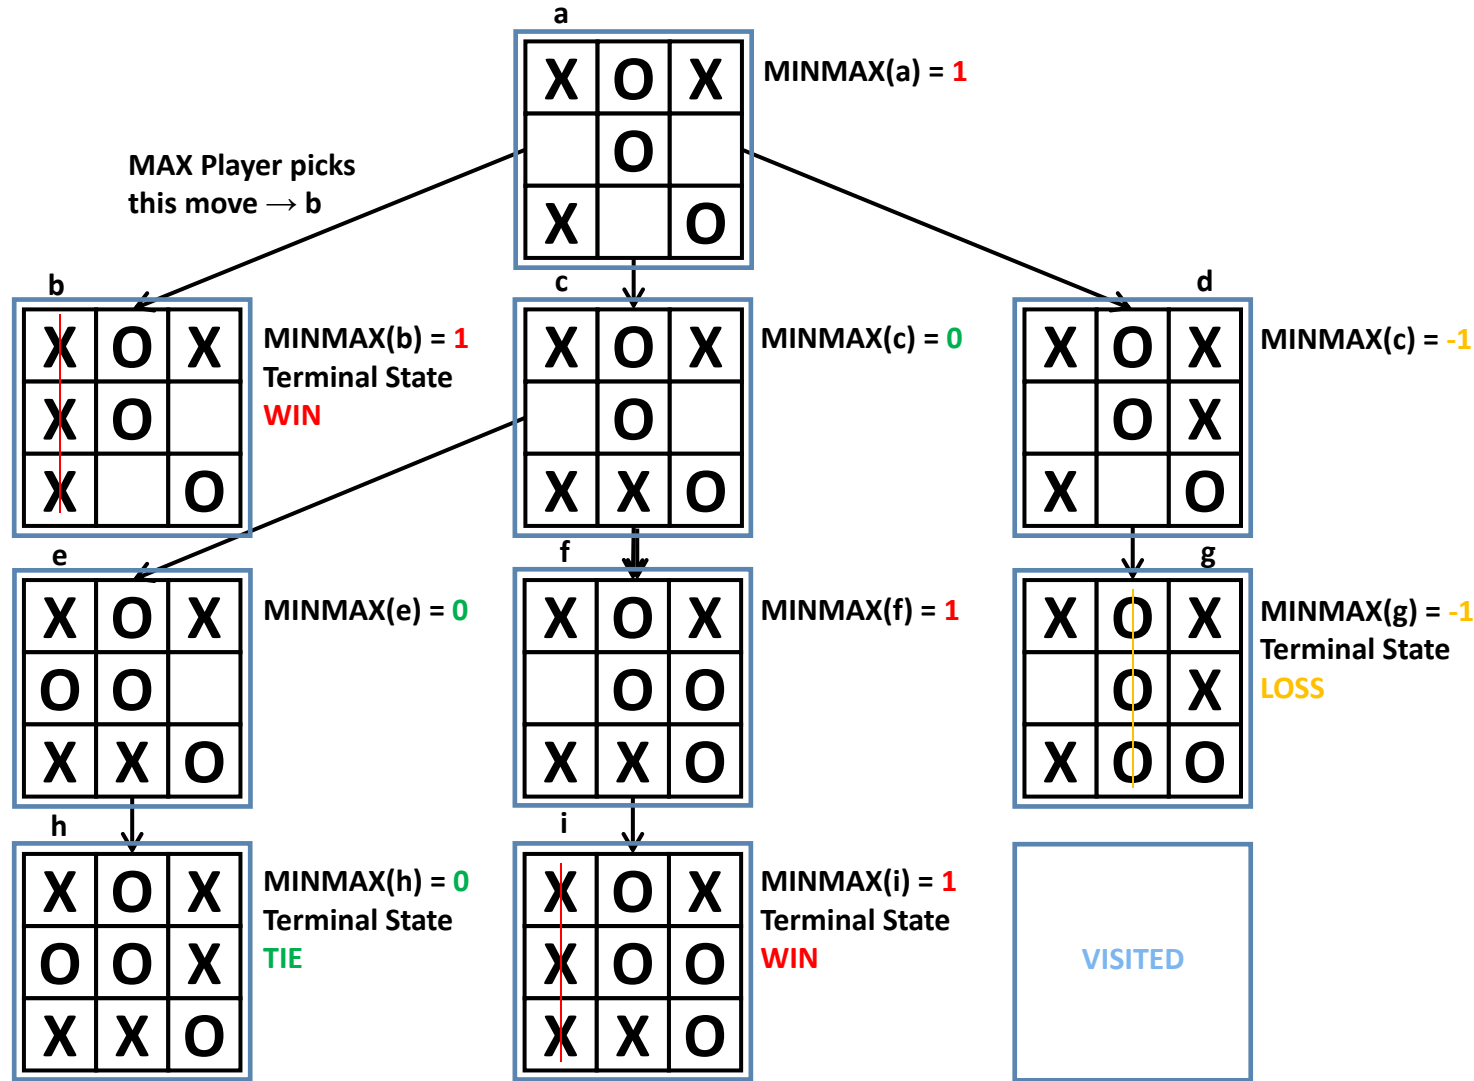 a
X O X
O
X O
MINMAX(a) = 1
MAX Player picks
this move → b
b
X O X
X O
X O
MINMAX(b) = 1
Terminal State
WIN
c
X O X
O
X X O
MINMAX(c) = 0
d
X O X
O X
X O
MINMAX(c) = -1
e
X O X
O O
X X O
MINMAX(e) = 0
f
X O X
O O
X X O
MINMAX(f) = 1
g
X O X
O X
X O O
MINMAX(g) = -1
Terminal State
LOSS
h
X O X
O O X
X X O
MINMAX(h) = 0
Terminal State
TIE
i
X O X
X O O
X X O
MINMAX(i) = 1
Terminal State
WIN
VISITED